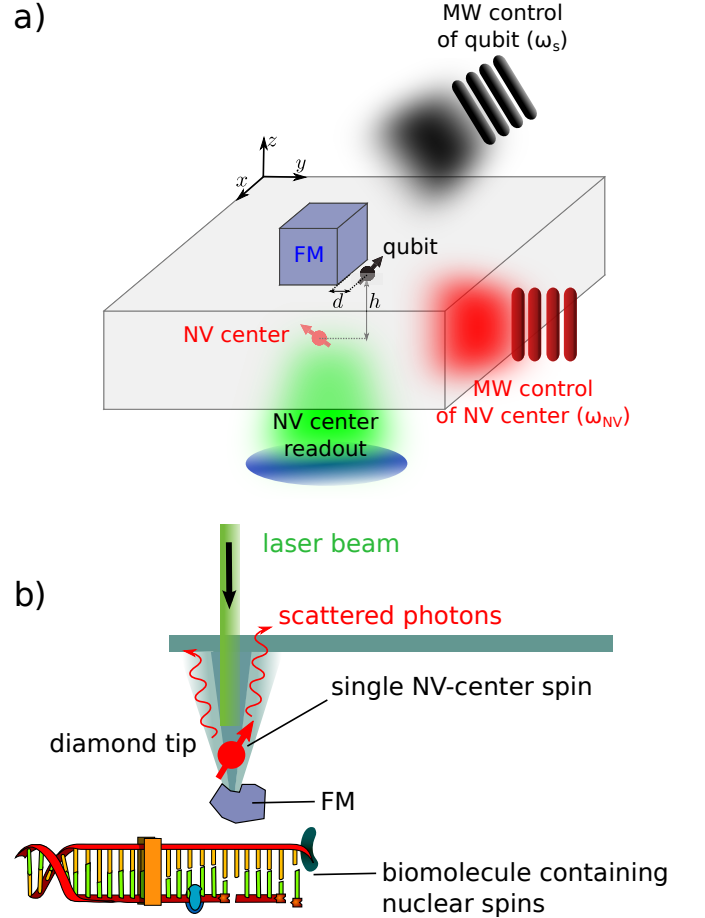 a)
MW control
of qubit (ωs)
z
x
y
FM
qubit
d
h
NV center
MW control
of NV center (ωNV)
NV center
readout
b)
laser beam
scattered photons
single NV-center spin
diamond tip
FM
biomolecule containing
nuclear spins